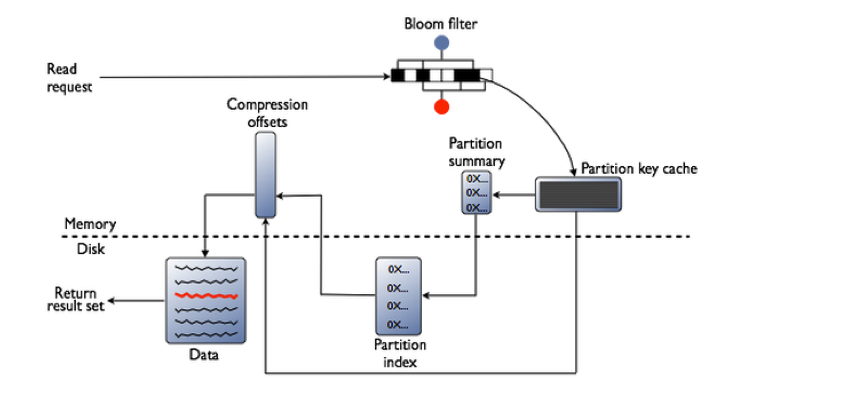 Bloom filter
Read
request
Compression
offsets
Partition
summary
0X...
0X...
0X...
Partition key cache
Memory
Disk
0X...
0X...
0X...
0X...
Return
result set
Data
Partition
index